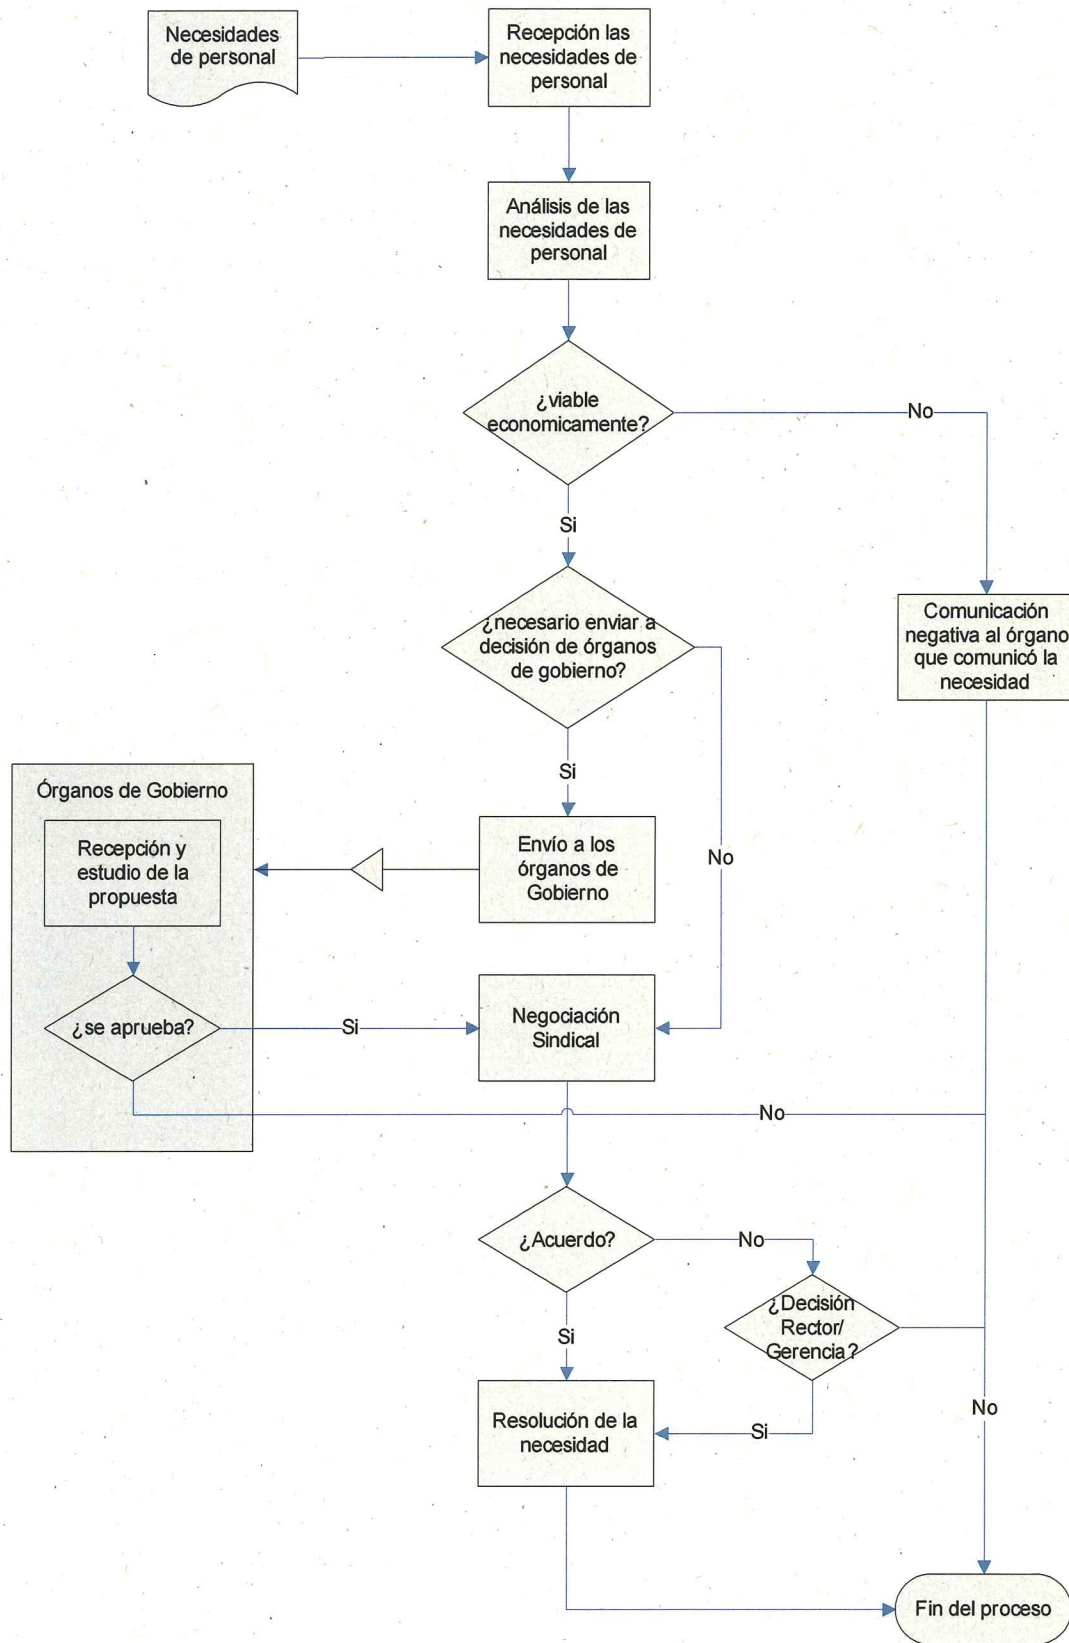 Necesidades
de personal
Recepción las
necesidades de
personal
Análisis de las
necesidades de
personal
¿viable
economicamente?
No
Si
¿necesario enviar a
decisión de órganos
de gobierno?
Comunicación
negativa al órgano
que comunicó la
necesidad
Si
No
Órganos de Gobierno
Recepción y
estudio de la
propuesta
Envío a los
órganos de
Gobierno
¿se aprueba?
Si
Negociación
Sindical
No
¿Acuerdo?
No
¿Decisión
Rector/
Gerencia?
Si
No
Si
Resolución de la
necesidad
Fin del proceso